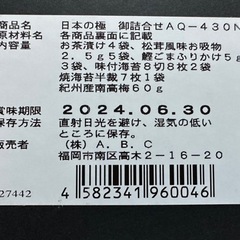 品名 日本の極 御詰合せAQ-430N
原材料名 各商品裏面に記載
内容量 お茶漬け4袋、松茸風味お吸物
2.5g5袋、鰹ごまふりかけ5g
3袋、味付海苔8切8枚2袋
焼海苔半裁7枚1袋
紀州産南高梅60g
賞味期限 2024.06.30
保存方法 直射日光を避け、湿気の低い
ところに保存。
販売者 (株)A.B.C
福岡市南区高木2-16-20
27442
4582341960046